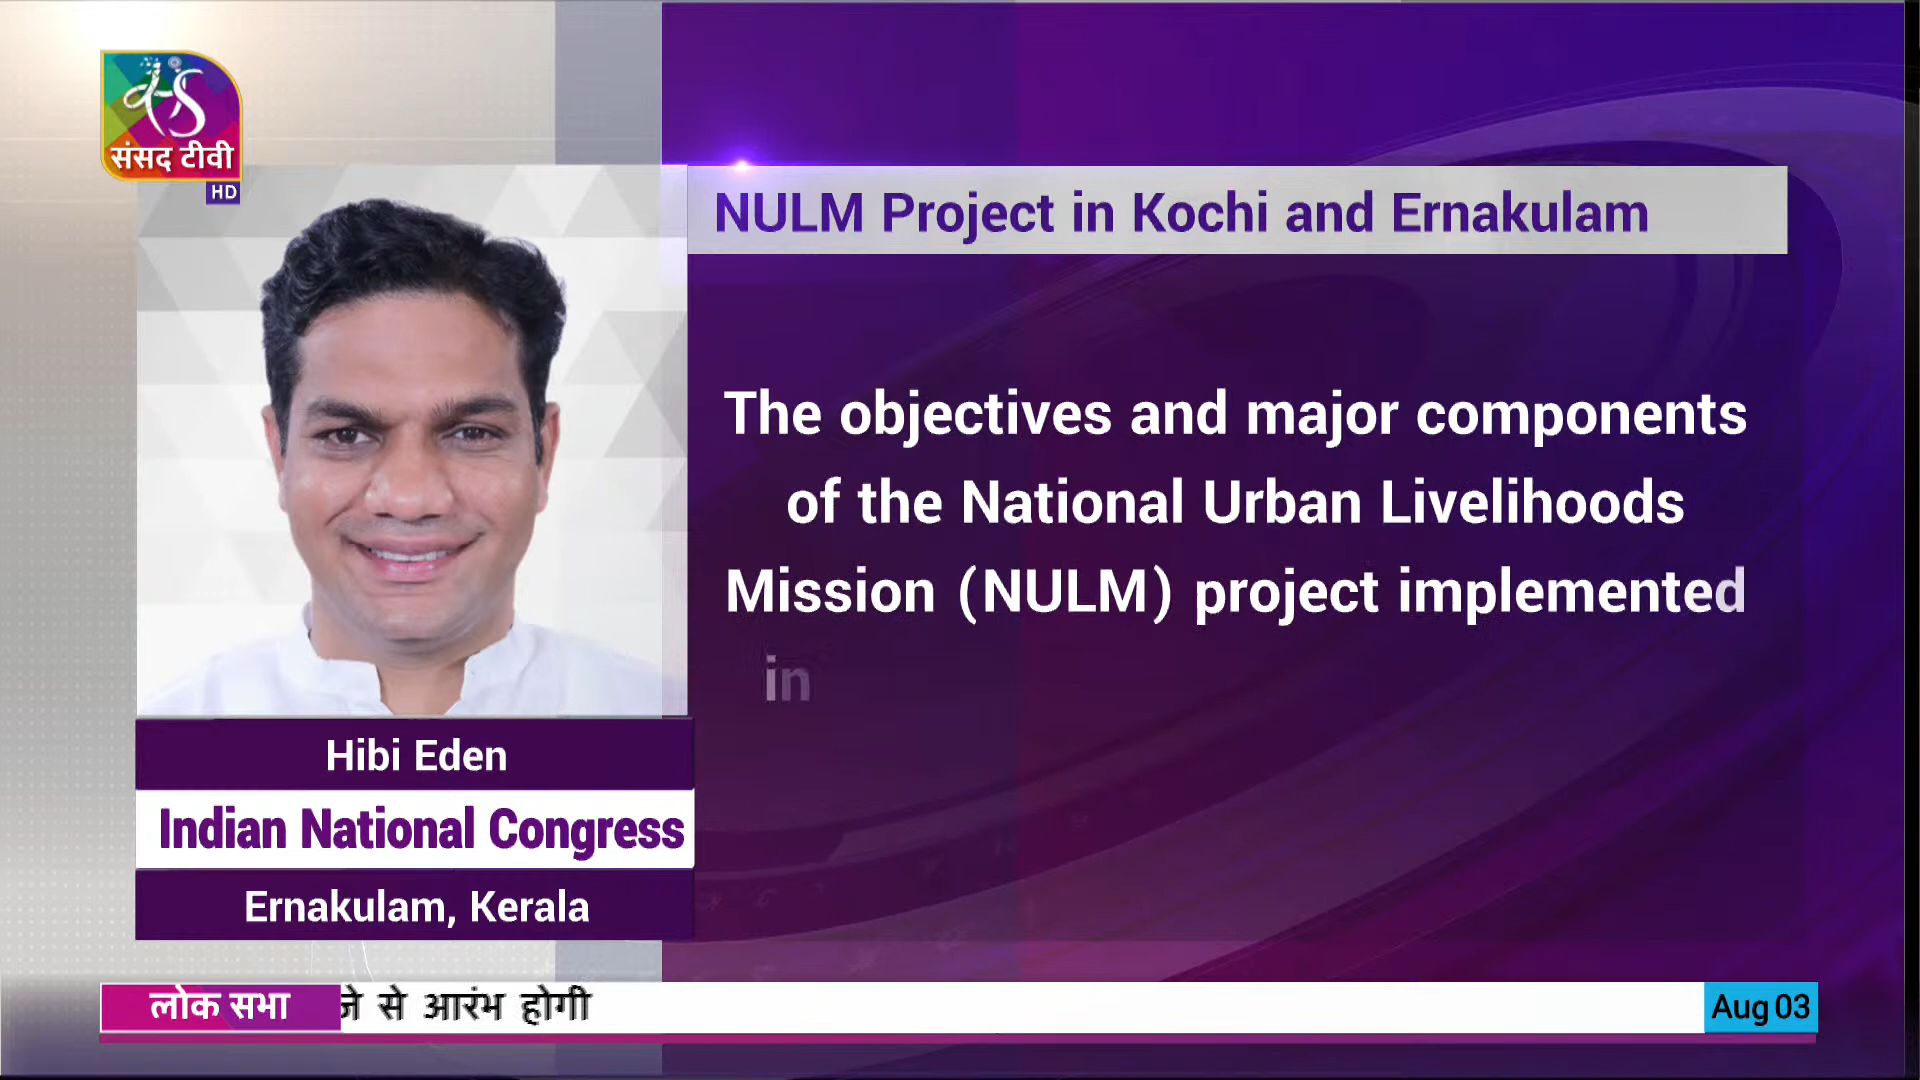 संसद टीवी
HD
NULM Project in Kochi and Ernakulam
The objectives and major components
of the National Urban Livelihoods
Mission (NULM) project implemented
in
Hibi Eden
Indian National Congress
Ernakulam, Kerala
लोक सभा
जे से आरंभ होगी
Aug 03